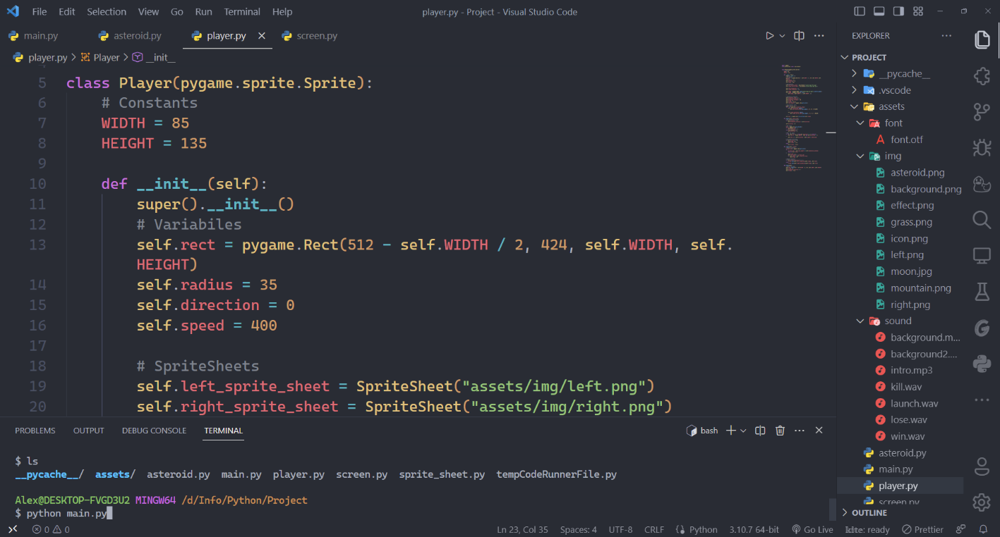 File Edit Selection View Go Run Terminal Help player.py - Project - Visual Studio Code
main.py asteroid.py player.py screen.py
player.py > Player > __init__
5 class Player(pygame.sprite.Sprite):
6 # Constants
7 WIDTH = 85
8 HEIGHT = 135
9
10 def __init__(self):
11 super().__init__()
12 # Variabiles
13 self.rect = pygame.Rect(512 - self.WIDTH / 2, 424, self.WIDTH, self.
HEIGHT)
14 self.radius = 35
15 self.direction = 0
16 self.speed = 400
17
18 # SpriteSheets
19 self.left_sprite_sheet = SpriteSheet("assets/img/left.png")
20 self.right_sprite_sheet = SpriteSheet("assets/img/right.png")
PROBLEMS OUTPUT DEBUG CONSOLE TERMINAL bash
$ ls
__pycache__/ assets/ asteroid.py main.py player.py screen.py sprite_sheet.py tempCodeRunnerFile.py
Alex@DESKTOP-FVGD3U2 MINGW64 /d/Info/Python/Project
$ python main.py
EXPLORER
PROJECT
__pycache__
.vscode
assets
font
font.otf
img
asteroid.png
background.png
effect.png
grass.png
icon.png
left.png
moon.jpg
mountain.png
right.png
sound
background.m...
background2....
intro.mp3
kill.wav
launch.wav
lose.wav
win.wav
asteroid.py
main.py
player.py
screen.py
OUTLINE
0 0 Ln 23, Col 35 Spaces: 4 UTF-8 CRLF Python 3.10.7 64-bit Go Live kite: ready Prettier